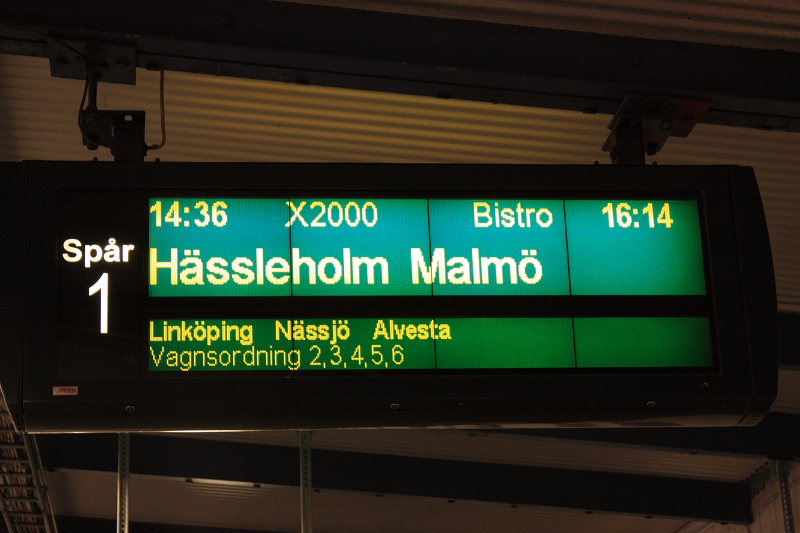 14:36 X2000 Bistro 16:14
Spår
1
Hässleholm Malmö
Linköping Nässjö Alvesta
Vagnsordning 2,3,4,5,6